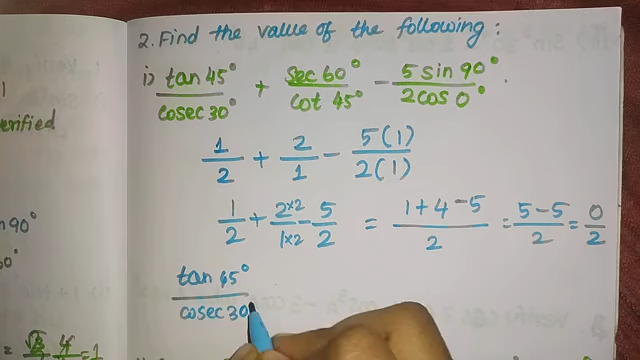 2. Find the value of the following :
i) tan 45° / cosec 30° + sec 60° / cot 45° - 5 sin 90° / 2 cos 0° .
1/2 + 2/1 - 5(1)/2(1)
1/2 + 2×2/1×2 - 5/2 = 1+4-5/2 = 5-5/2 = 0/2
tan 45° / cosec 30
erified
n 90°
60°
= 1